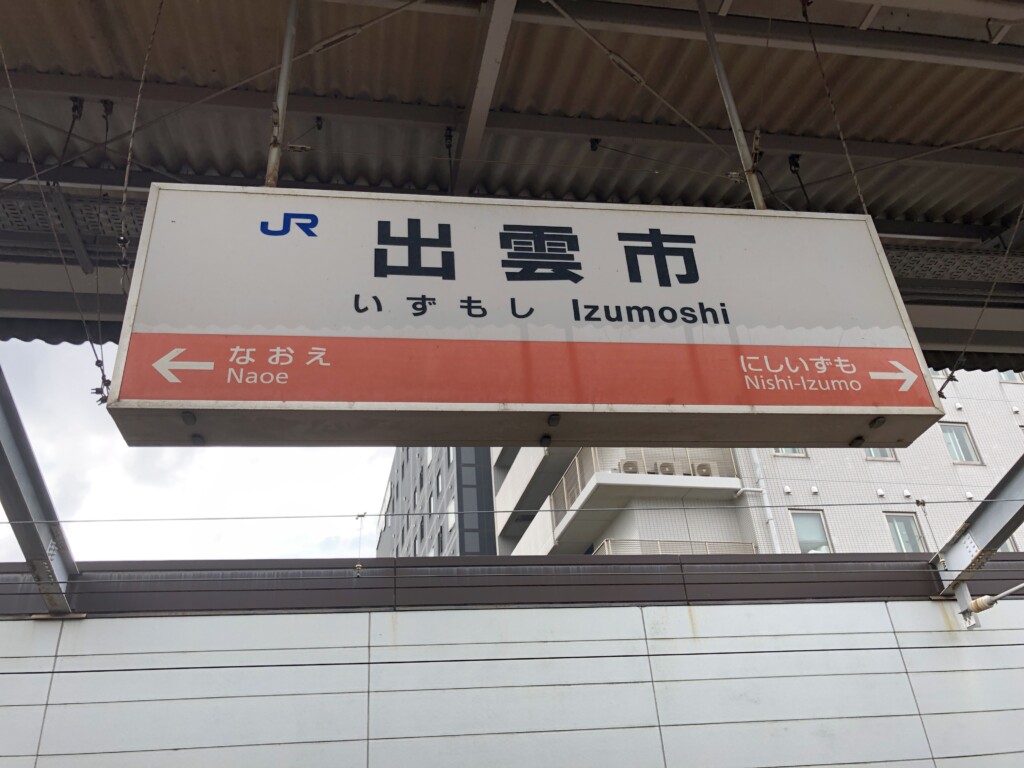 JR 出雲市
いずもし Izumoshi
← なおえ
Naoe
にしいずも →
Nishi-Izumo